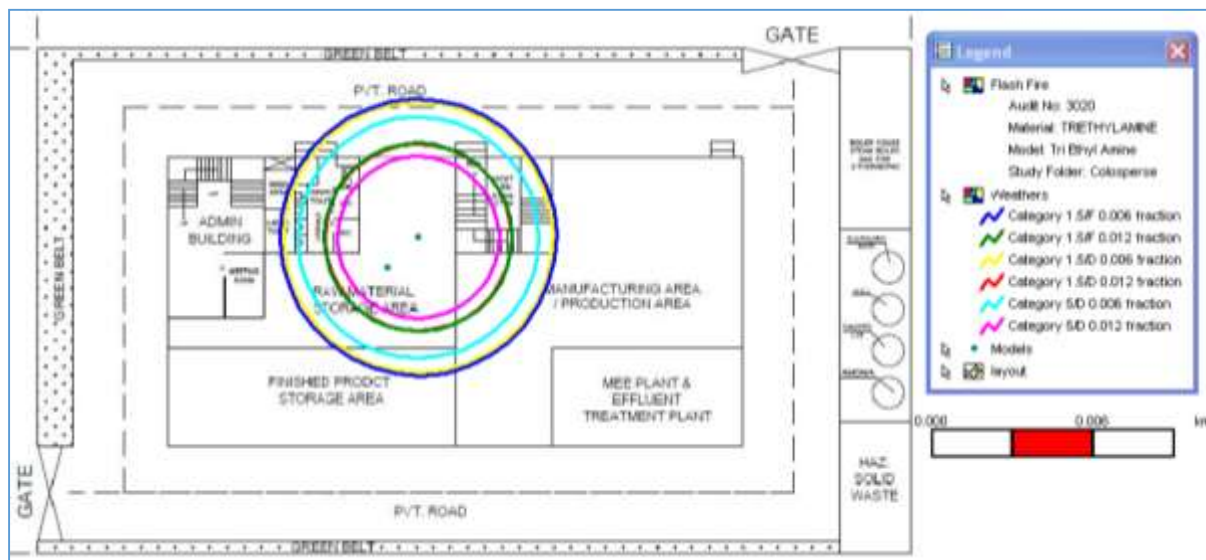 GATE
GREEN BELT
PVT. ROAD
ADMIN
BUILDING
RAW MATERIAL
STORAGE AREA
MANUFACTURING AREA
/ PRODUCTION AREA
FINISHED PRODCT
STORAGE AREA
MEE PLANT &
EFFLUENT
TREATMENT PLANT
GREEN BELT
GATE
PVT. ROAD
GREEN BELT
HAZ.
SOLID
WASTE
Legend
Flash Fire
Audit No: 3020
Material: TRIETHYLAMINE
Model: Tri Ethyl Amine
Study Folder: Colosperse
Weathers
Category 1.5/F 0.006 fraction
Category 1.5/F 0.012 fraction
Category 1.5/D 0.006 fraction
Category 1.5/D 0.012 fraction
Category 5/D 0.006 fraction
Category 5/D 0.012 fraction
Models
layout
0.000 0.006